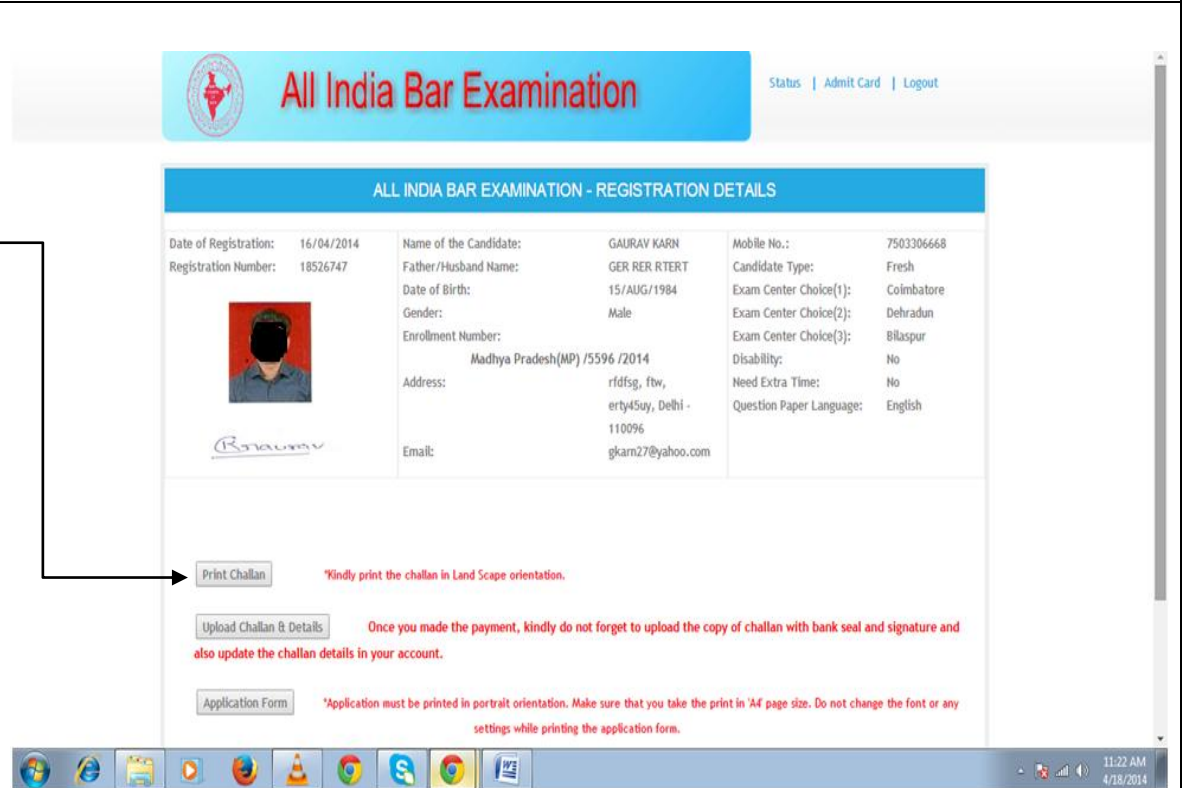 All India Bar Examination
Status | Admit Card | Logout
ALL INDIA BAR EXAMINATION - REGISTRATION DETAILS
Date of Registration: 16/04/2014
Registration Number: 18526747
Name of the Candidate: GAURAV KARN
Father/Husband Name: GER RER RTERT
Date of Birth: 15/AUG/1984
Gender: Male
Enrollment Number:
Madhya Pradesh(MP) /5596 /2014
Address: rfdfsg, ftw,
erty45uy, Delhi -
110096
Email: gkarn27@yahoo.com
Mobile No.: 7503306668
Candidate Type: Fresh
Exam Center Choice(1): Coimbatore
Exam Center Choice(2): Dehradun
Exam Center Choice(3): Bilaspur
Disability: No
Need Extra Time: No
Question Paper Language: English
Print Challan *Kindly print the challan in Land Scape orientation.
Upload Challan & Details Once you made the payment, kindly do not forget to upload the copy of challan with bank seal and signature and
also update the challan details in your account.
Application Form *Application must be printed in portrait orientation. Make sure that you take the print in 'A4' page size. Do not change the font or any
settings while printing the application form.
11:22 AM
4/18/2014